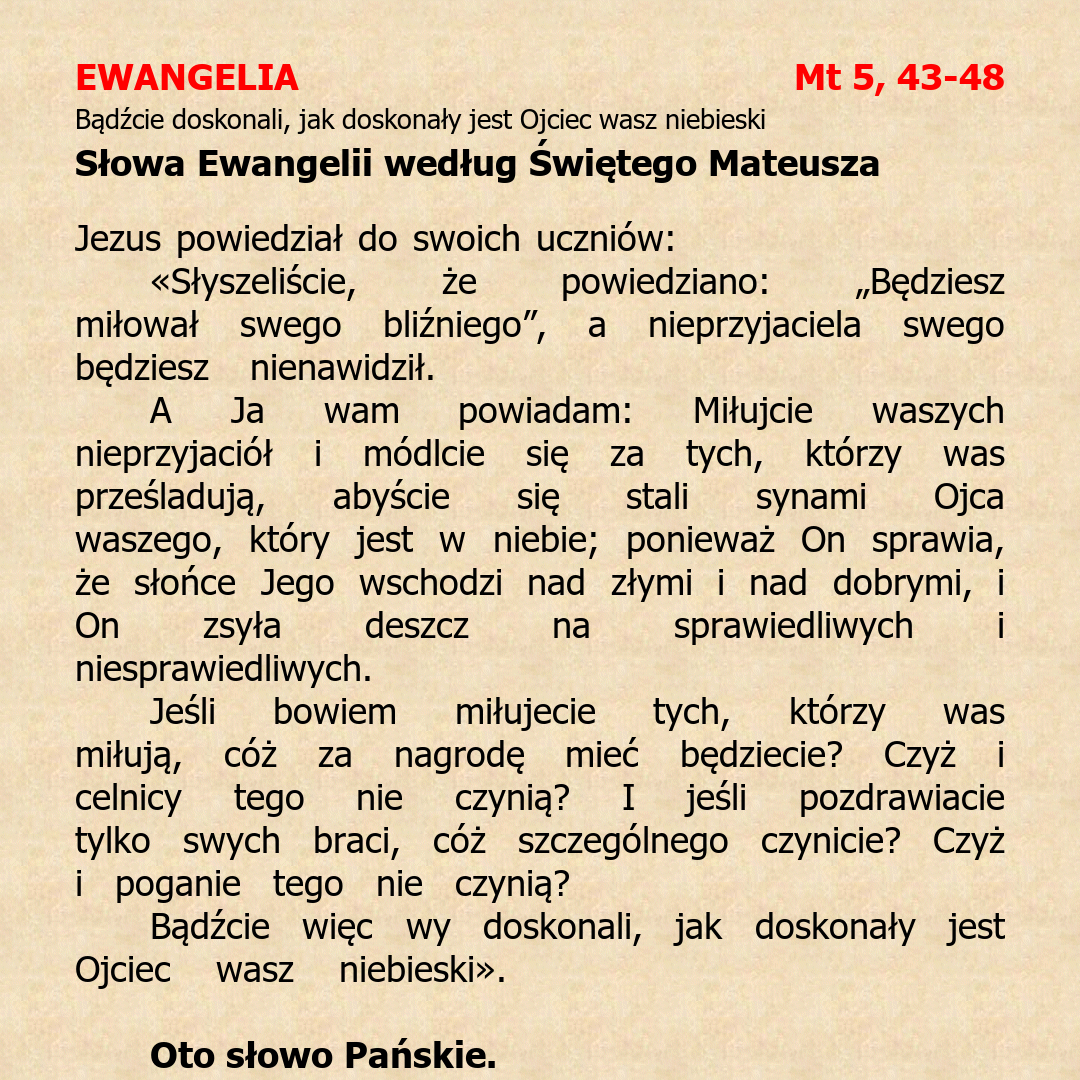 EWANGELIA Mt 5, 43-48
Bądźcie doskonali, jak doskonały jest Ojciec wasz niebieski
Słowa Ewangelii według Świętego Mateusza
Jezus powiedział do swoich uczniów:
«Słyszeliście, że powiedziano: „Będziesz
miłował swego bliźniego”, a nieprzyjaciela swego
będziesz nienawidził.
A Ja wam powiadam: Miłujcie waszych
nieprzyjaciół i módlcie się za tych, którzy was
prześladują, abyście się stali synami Ojca
waszego, który jest w niebie; ponieważ On sprawia,
że słońce Jego wschodzi nad złymi i nad dobrymi, i
On zsyła deszcz na sprawiedliwych i
niesprawiedliwych.
Jeśli bowiem miłujecie tych, którzy was
miłują, cóż za nagrodę mieć będziecie? Czyż i
celnicy tego nie czynią? I jeśli pozdrawiacie
tylko swych braci, cóż szczególnego czynicie? Czyż
i poganie tego nie czynią?
Bądźcie więc wy doskonali, jak doskonały jest
Ojciec wasz niebieski».
Oto słowo Pańskie.